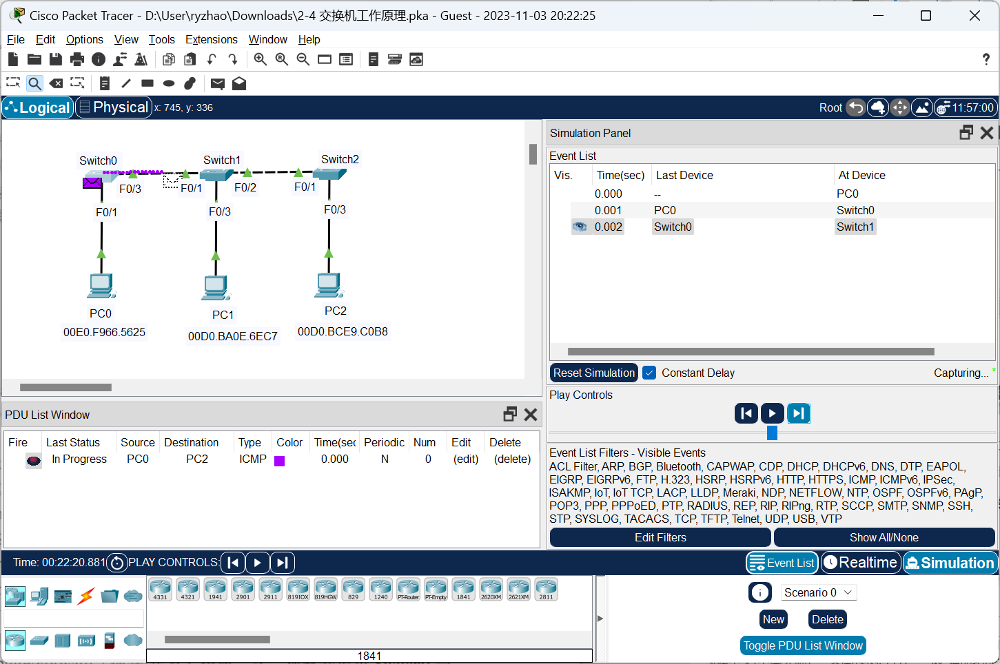 Cisco Packet Tracer - D:\User\ryzhao\Downloads\2-4 交换机工作原理.pka - Guest - 2023-11-03 20:22:25
File Edit Options View Tools Extensions Window Help
Logical Physical x: 745, y: 336 Root 11:57:00
Simulation Panel
Event List
Vis. Time(sec) Last Device At Device
0.000 -- PC0
0.001 PC0 Switch0
0.002 Switch0 Switch1
Switch0 Switch1 Switch2
F0/3 F0/1 F0/2 F0/1
F0/1 F0/3 F0/3
PC0 PC1 PC2
00E0.F966.5625 00D0.BA0E.6EC7 00D0.BCE9.C0B8
Reset Simulation Constant Delay Capturing... *
Play Controls
PDU List Window
Fire Last Status Source Destination Type Color Time(sec Periodic Num Edit Delete
In Progress PC0 PC2 ICMP 0.000 N 0 (edit) (delete)
Event List Filters - Visible Events
ACL Filter, ARP, BGP, Bluetooth, CAPWAP, CDP, DHCP, DHCPv6, DNS, DTP, EAPOL,
EIGRP, EIGRPv6, FTP, H.323, HSRP, HSRPv6, HTTP, HTTPS, ICMP, ICMPv6, IPSec,
ISAKMP, IoT, IoT TCP, LACP, LLDP, Meraki, NDP, NETFLOW, NTP, OSPF, OSPFv6, PAgP,
POP3, PPP, PPPoED, PTP, RADIUS, REP, RIP, RIPng, RTP, SCCP, SMTP, SNMP, SSH,
STP, SYSLOG, TACACS, TCP, TFTP, Telnet, UDP, USB, VTP
Edit Filters Show All/None
Time: 00:22:20.881 PLAY CONTROLS: Event List Realtime Simulation
4331 4321 1941 2901 2911 819IOX 819HGW 829 1240 PT-Router PT-Empty 1841 2620XM 2621XM 2811
Scenario 0
New Delete
Toggle PDU List Window
1841